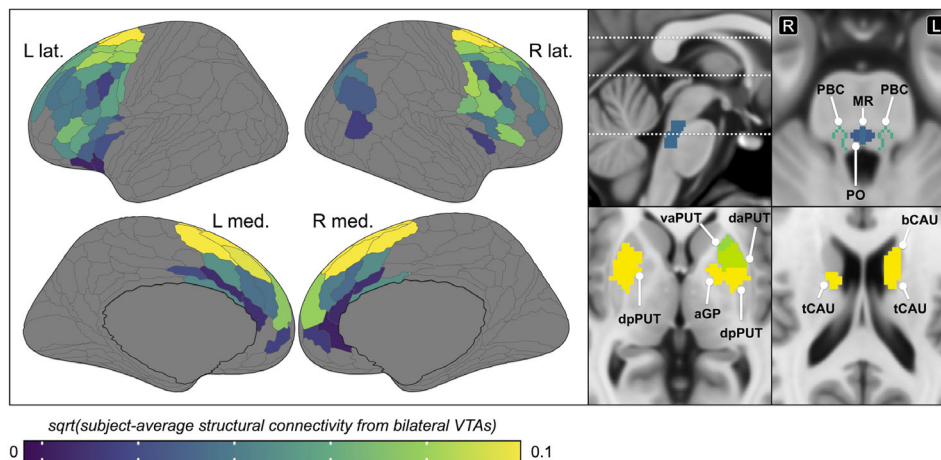 L lat.
R lat.
L med.
R med.
R
L
PBC
MR
PBC
PO
vaPUT
daPUT
dpPUT
aGP
dpPUT
bCAU
tCAU
tCAU
sqrt(subject-average structural connectivity from bilateral VTAs)
0
0.1